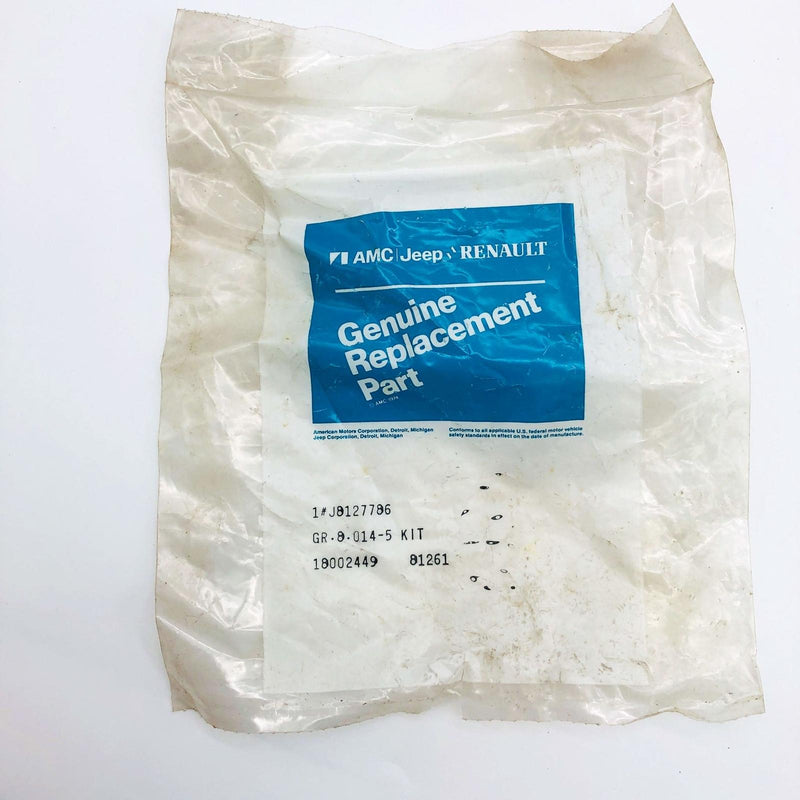 AMC Jeep RENAULT
Genuine
Replacement
Part
© AMC 1979
American Motors Corporation, Detroit, Michigan
Jeep Corporation, Detroit, Michigan
Conforms to all applicable U.S. federal motor vehicle
safety standards in effect on the date of manufacture.
1#J8127786
GR.8.014-5 KIT
18002449 81261